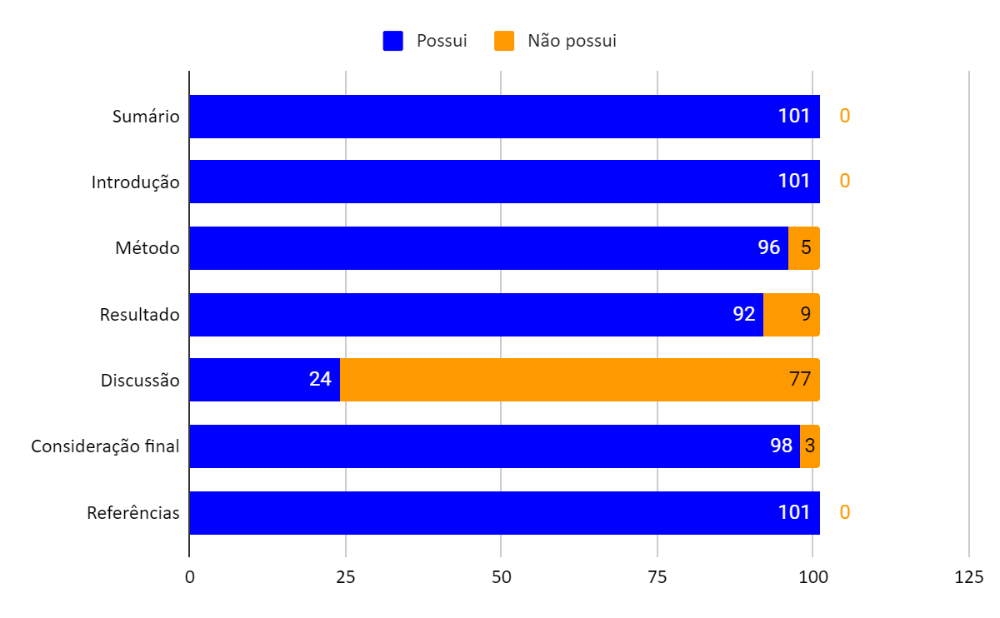 Possui Não possui
Sumário 101 0
Introdução 101 0
Método 96 5
Resultado 92 9
Discussão 24 77
Consideração final 98 3
Referências 101 0
0 25 50 75 100 125